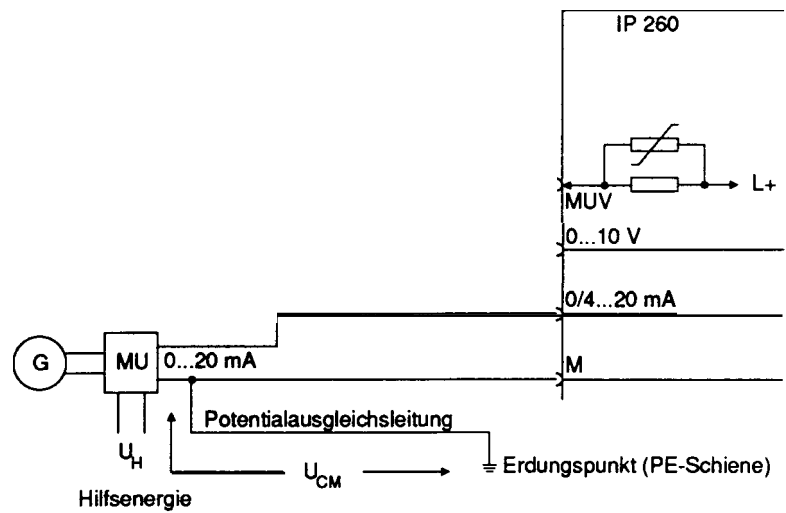 IP 260
L+
MUV
0...10 V
0/4...20 mA
G
MU
0...20 mA
M
Potentialausgleichsleitung
U_H
U_CM
Erdungspunkt (PE-Schiene)
Hilfsenergie